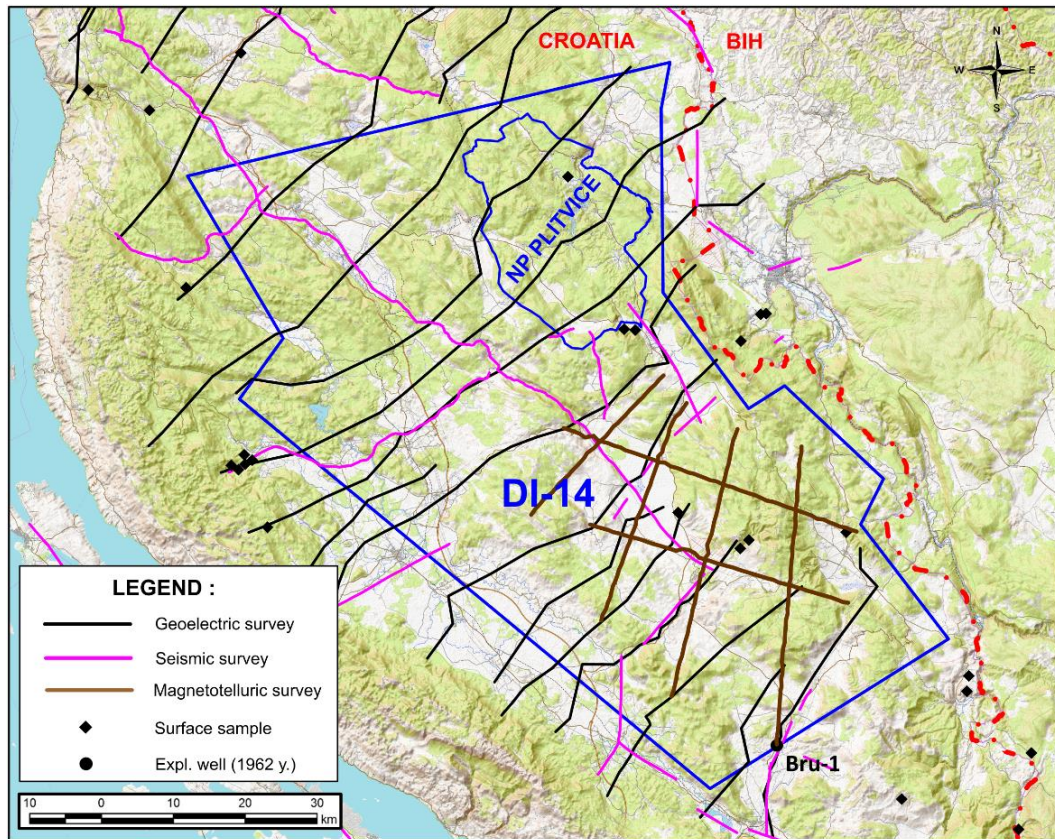 CROATIA
BIH
N
W
E
S
NP PLITVICE
DI-14
Bru-1
LEGEND :
Geoelectric survey
Seismic survey
Magnetotelluric survey
Surface sample
Expl. well (1962 y.)
10 0 10 20 30
km